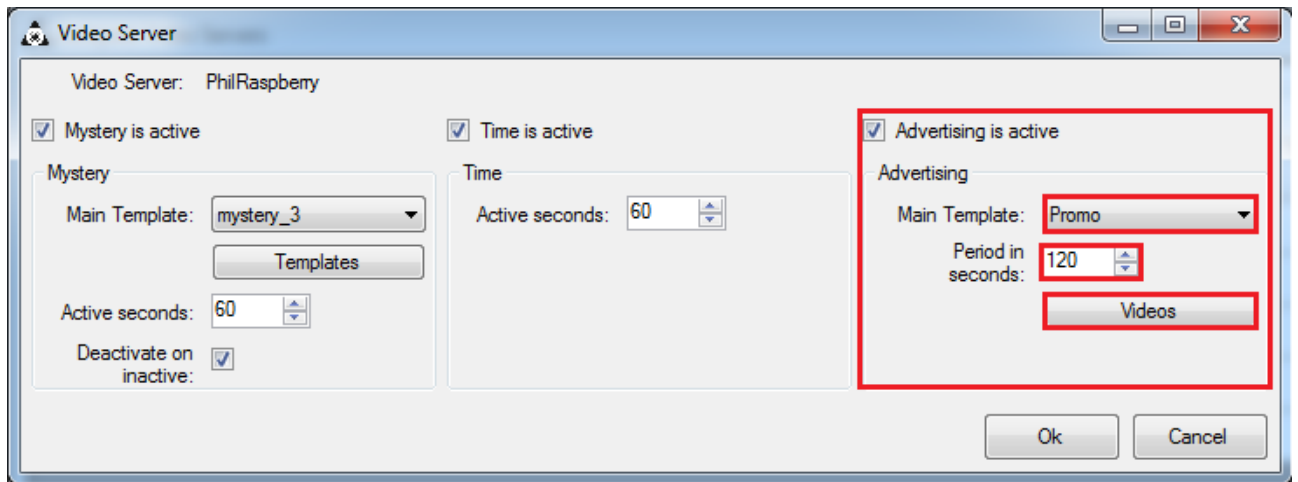 Video Server
Video Server: PhilRaspberry
Mystery is active
Mystery
Main Template: mystery_3
Templates
Active seconds: 60
Deactivate on
inactive:
Time is active
Time
Active seconds: 60
Advertising is active
Advertising
Main Template: Promo
Period in
seconds: 120
Videos
Ok
Cancel